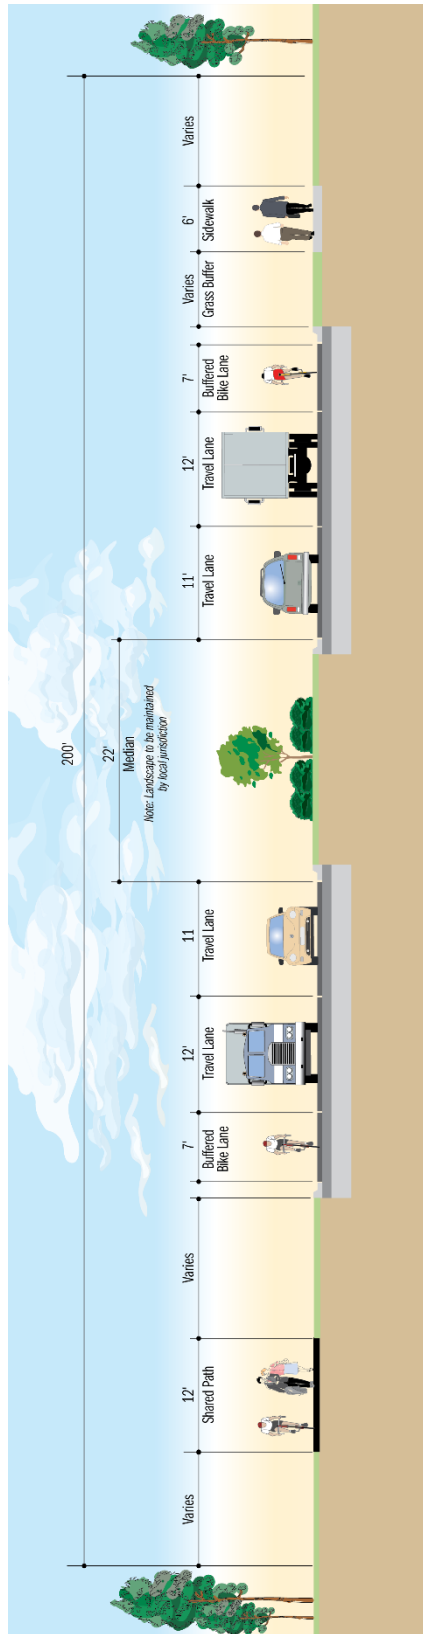 200'
22'
Median
Note: Landscape to be maintained
by local jurisdiction
Varies
12'
Shared Path
Varies
7'
Buffered
Bike Lane
12'
Travel Lane
11
Travel Lane
11'
Travel Lane
12'
Travel Lane
7'
Buffered
Bike Lane
Varies
Grass Buffer
6'
Sidewalk
Varies